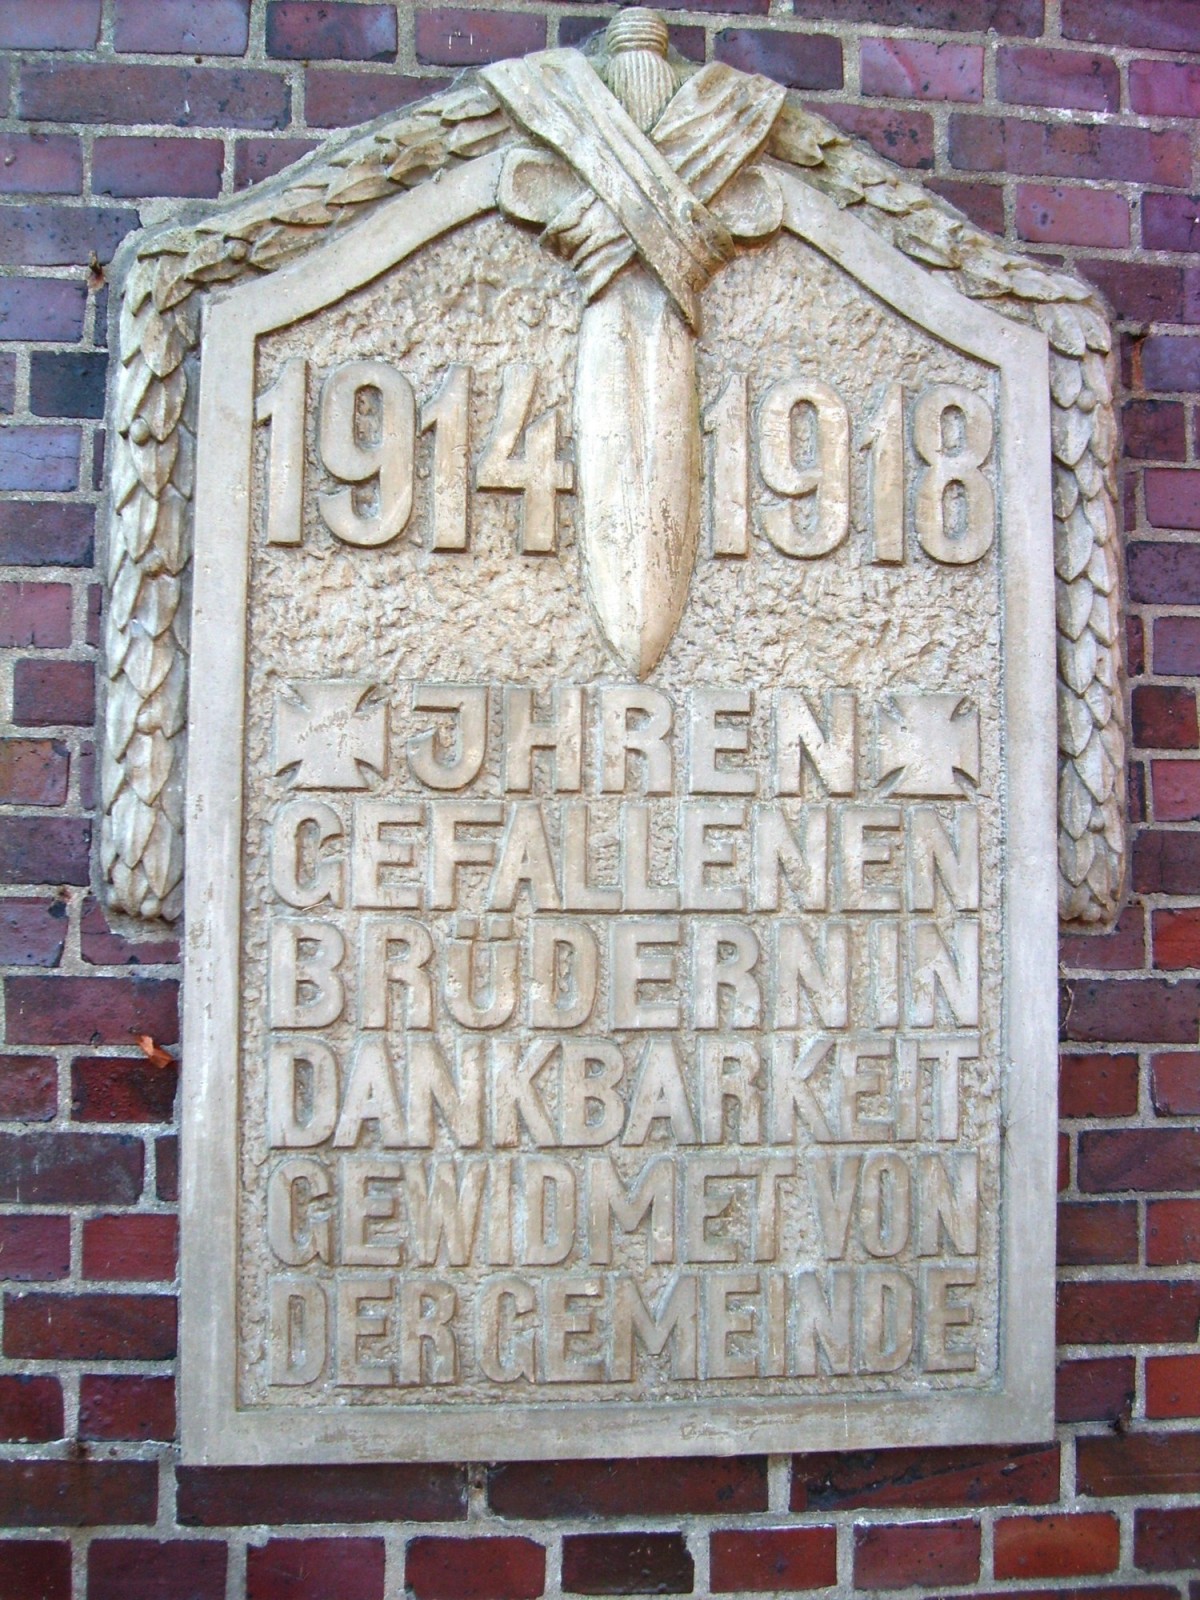 1914 1918
JHREN
GEFALLENEN
BRÜDERN IN
DANKBARKEIT
GEWIDMET VON
DER GEMEINDE